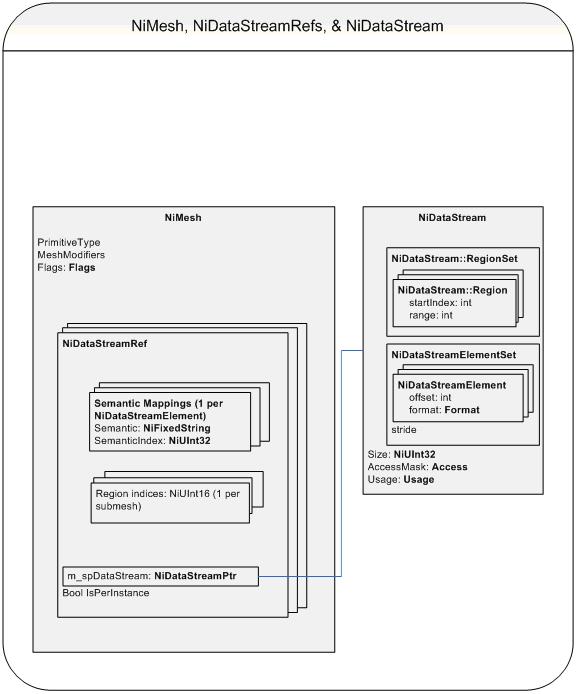 NiMesh, NiDataStreamRefs, & NiDataStream
NiMesh
PrimitiveType
MeshModifiers
Flags: Flags
NiDataStreamRef
Semantic Mappings (1 per
NiDataStreamElement)
Semantic: NiFixedString
SemanticIndex: NiUInt32
Region indices: NiUInt16 (1 per
submesh)
m_spDataStream: NiDataStreamPtr
Bool IsPerInstance
NiDataStream
NiDataStream::RegionSet
NiDataStream::Region
startIndex: int
range: int
NiDataStreamElementSet
NiDataStreamElement
offset: int
format: Format
stride
Size: NiUInt32
AccessMask: Access
Usage: Usage